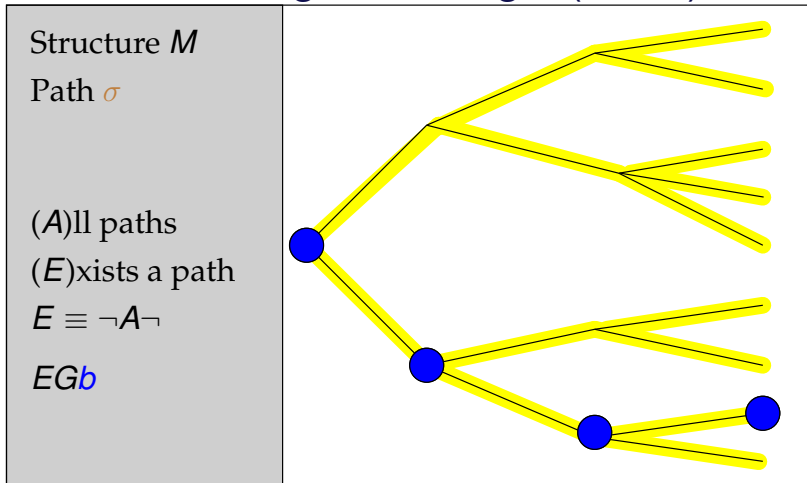 Structure M
Path σ
(A)ll paths
(E)xists a path
E ≡ ¬A¬
EGb